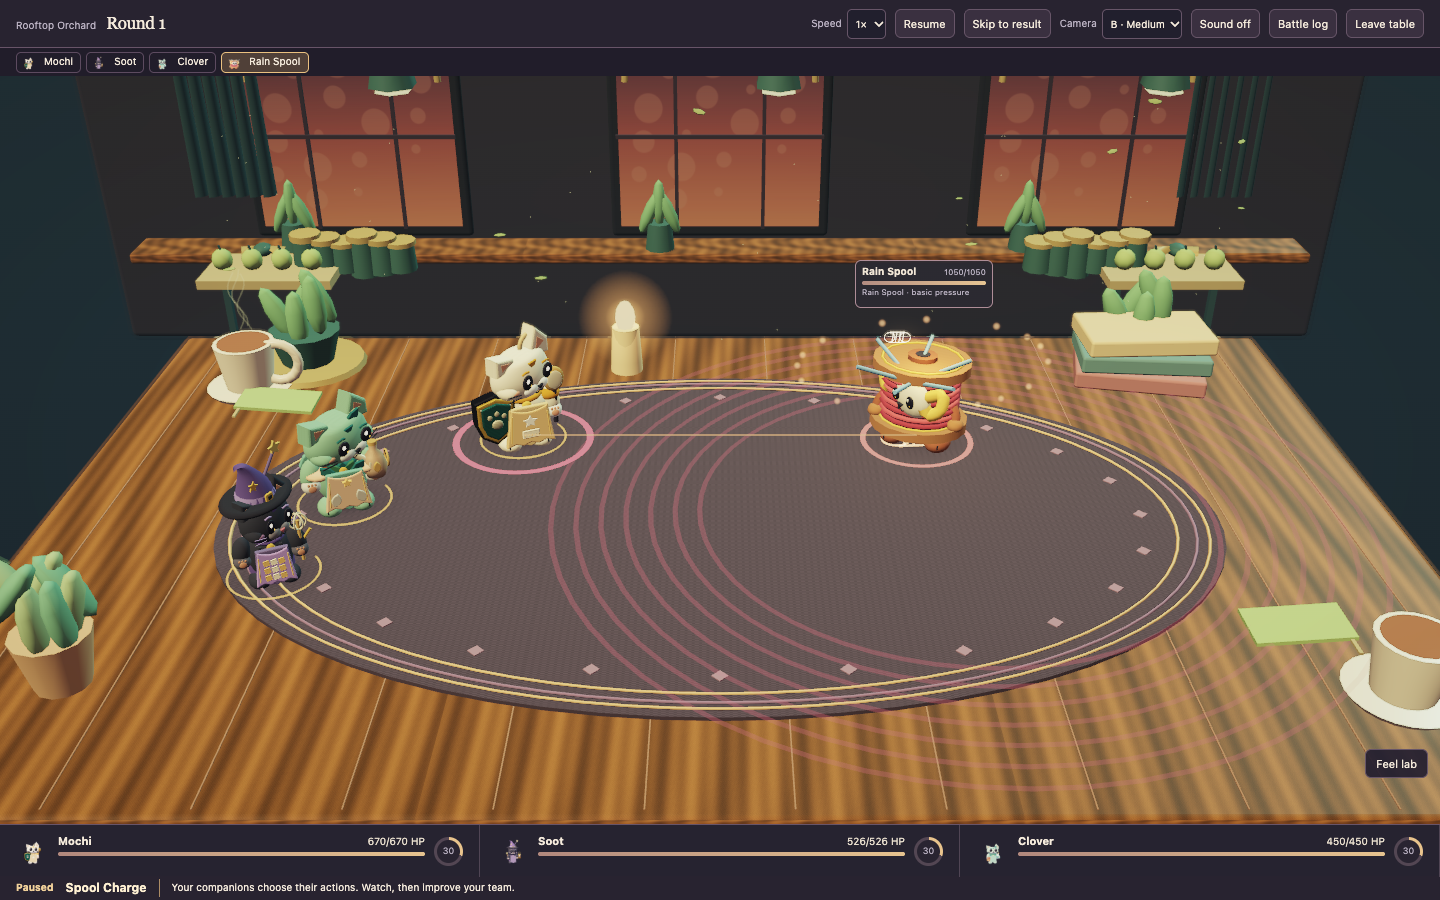 Rooftop Orchard Round 1
Speed 1x Resume Skip to result Camera B · Medium Sound off Battle log Leave table
Mochi Soot Clover Rain Spool
Rain Spool 1050/1050
Rain Spool · basic pressure
Feel lab
Mochi 670/670 HP 30
Soot 526/526 HP 30
Clover 450/450 HP 30
Paused Spool Charge Your companions choose their actions. Watch, then improve your team.